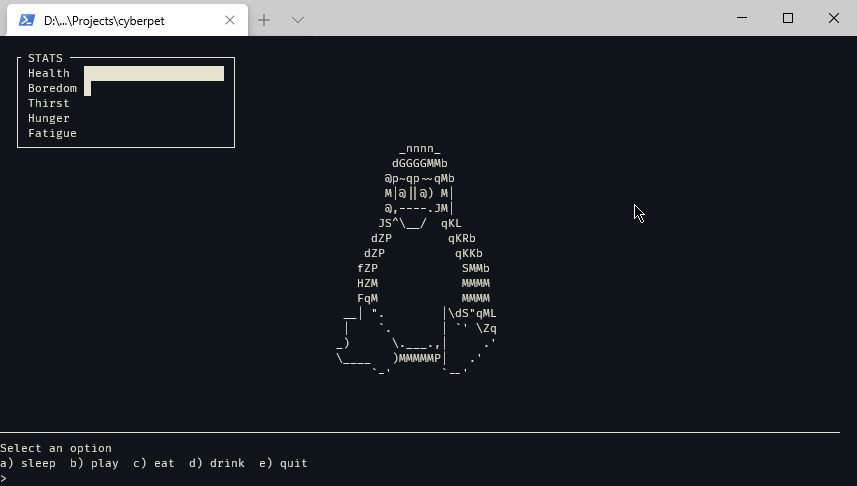 D:\...\Projects\cyberpet
STATS
Health
Boredom
Thirst
Hunger
Fatigue
_nnnn_
dGGGGMMb
@p~qp~~qMb
M|@||@) M|
@,----.JM|
JS^\__/  qKL
dZP        qKRb
dZP          qKKb
fZP            SMMb
HZM            MMMM
FqM            MMMM
__| ".        |\dS"qML
|    `.       | `' \Zq
_)      \.___.,|     .'
\____   )MMMMMP|   .'
`-'       `--'
Select an option
a) sleep  b) play  c) eat  d) drink  e) quit
>